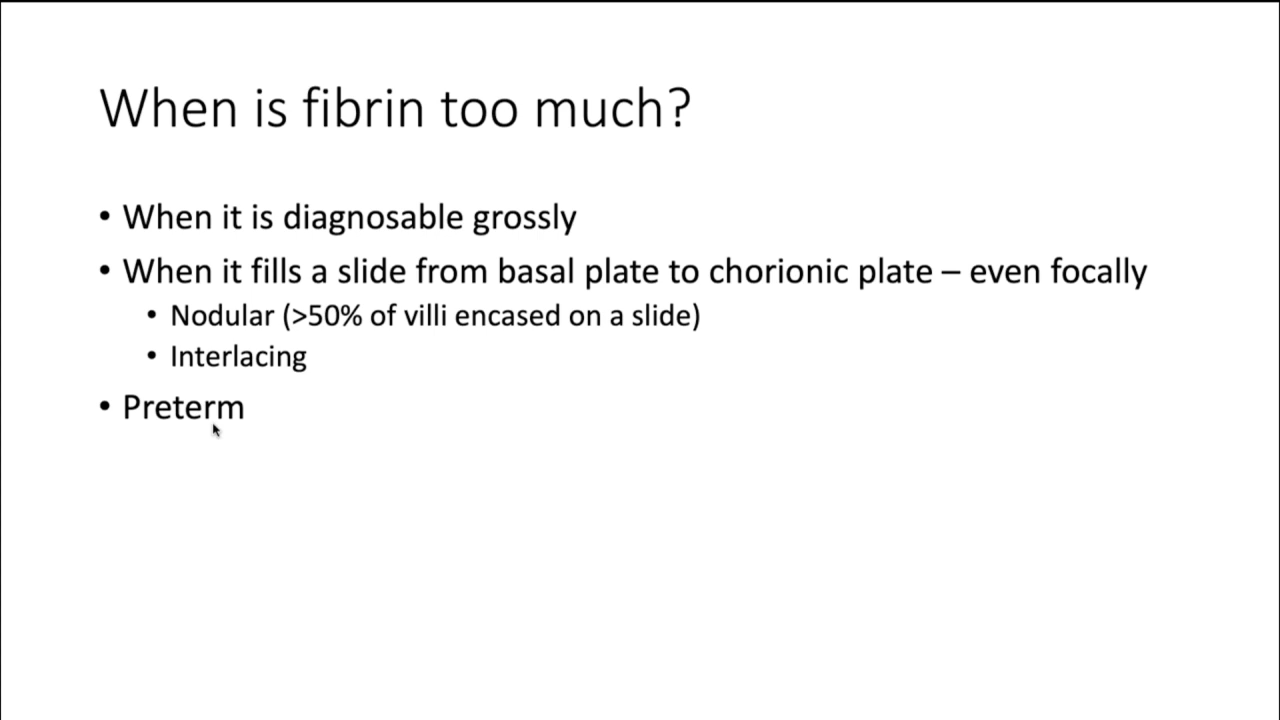 When is fibrin too much?
• When it is diagnosable grossly
• When it fills a slide from basal plate to chorionic plate – even focally
• Nodular (>50% of villi encased on a slide)
• Interlacing
• Preterm